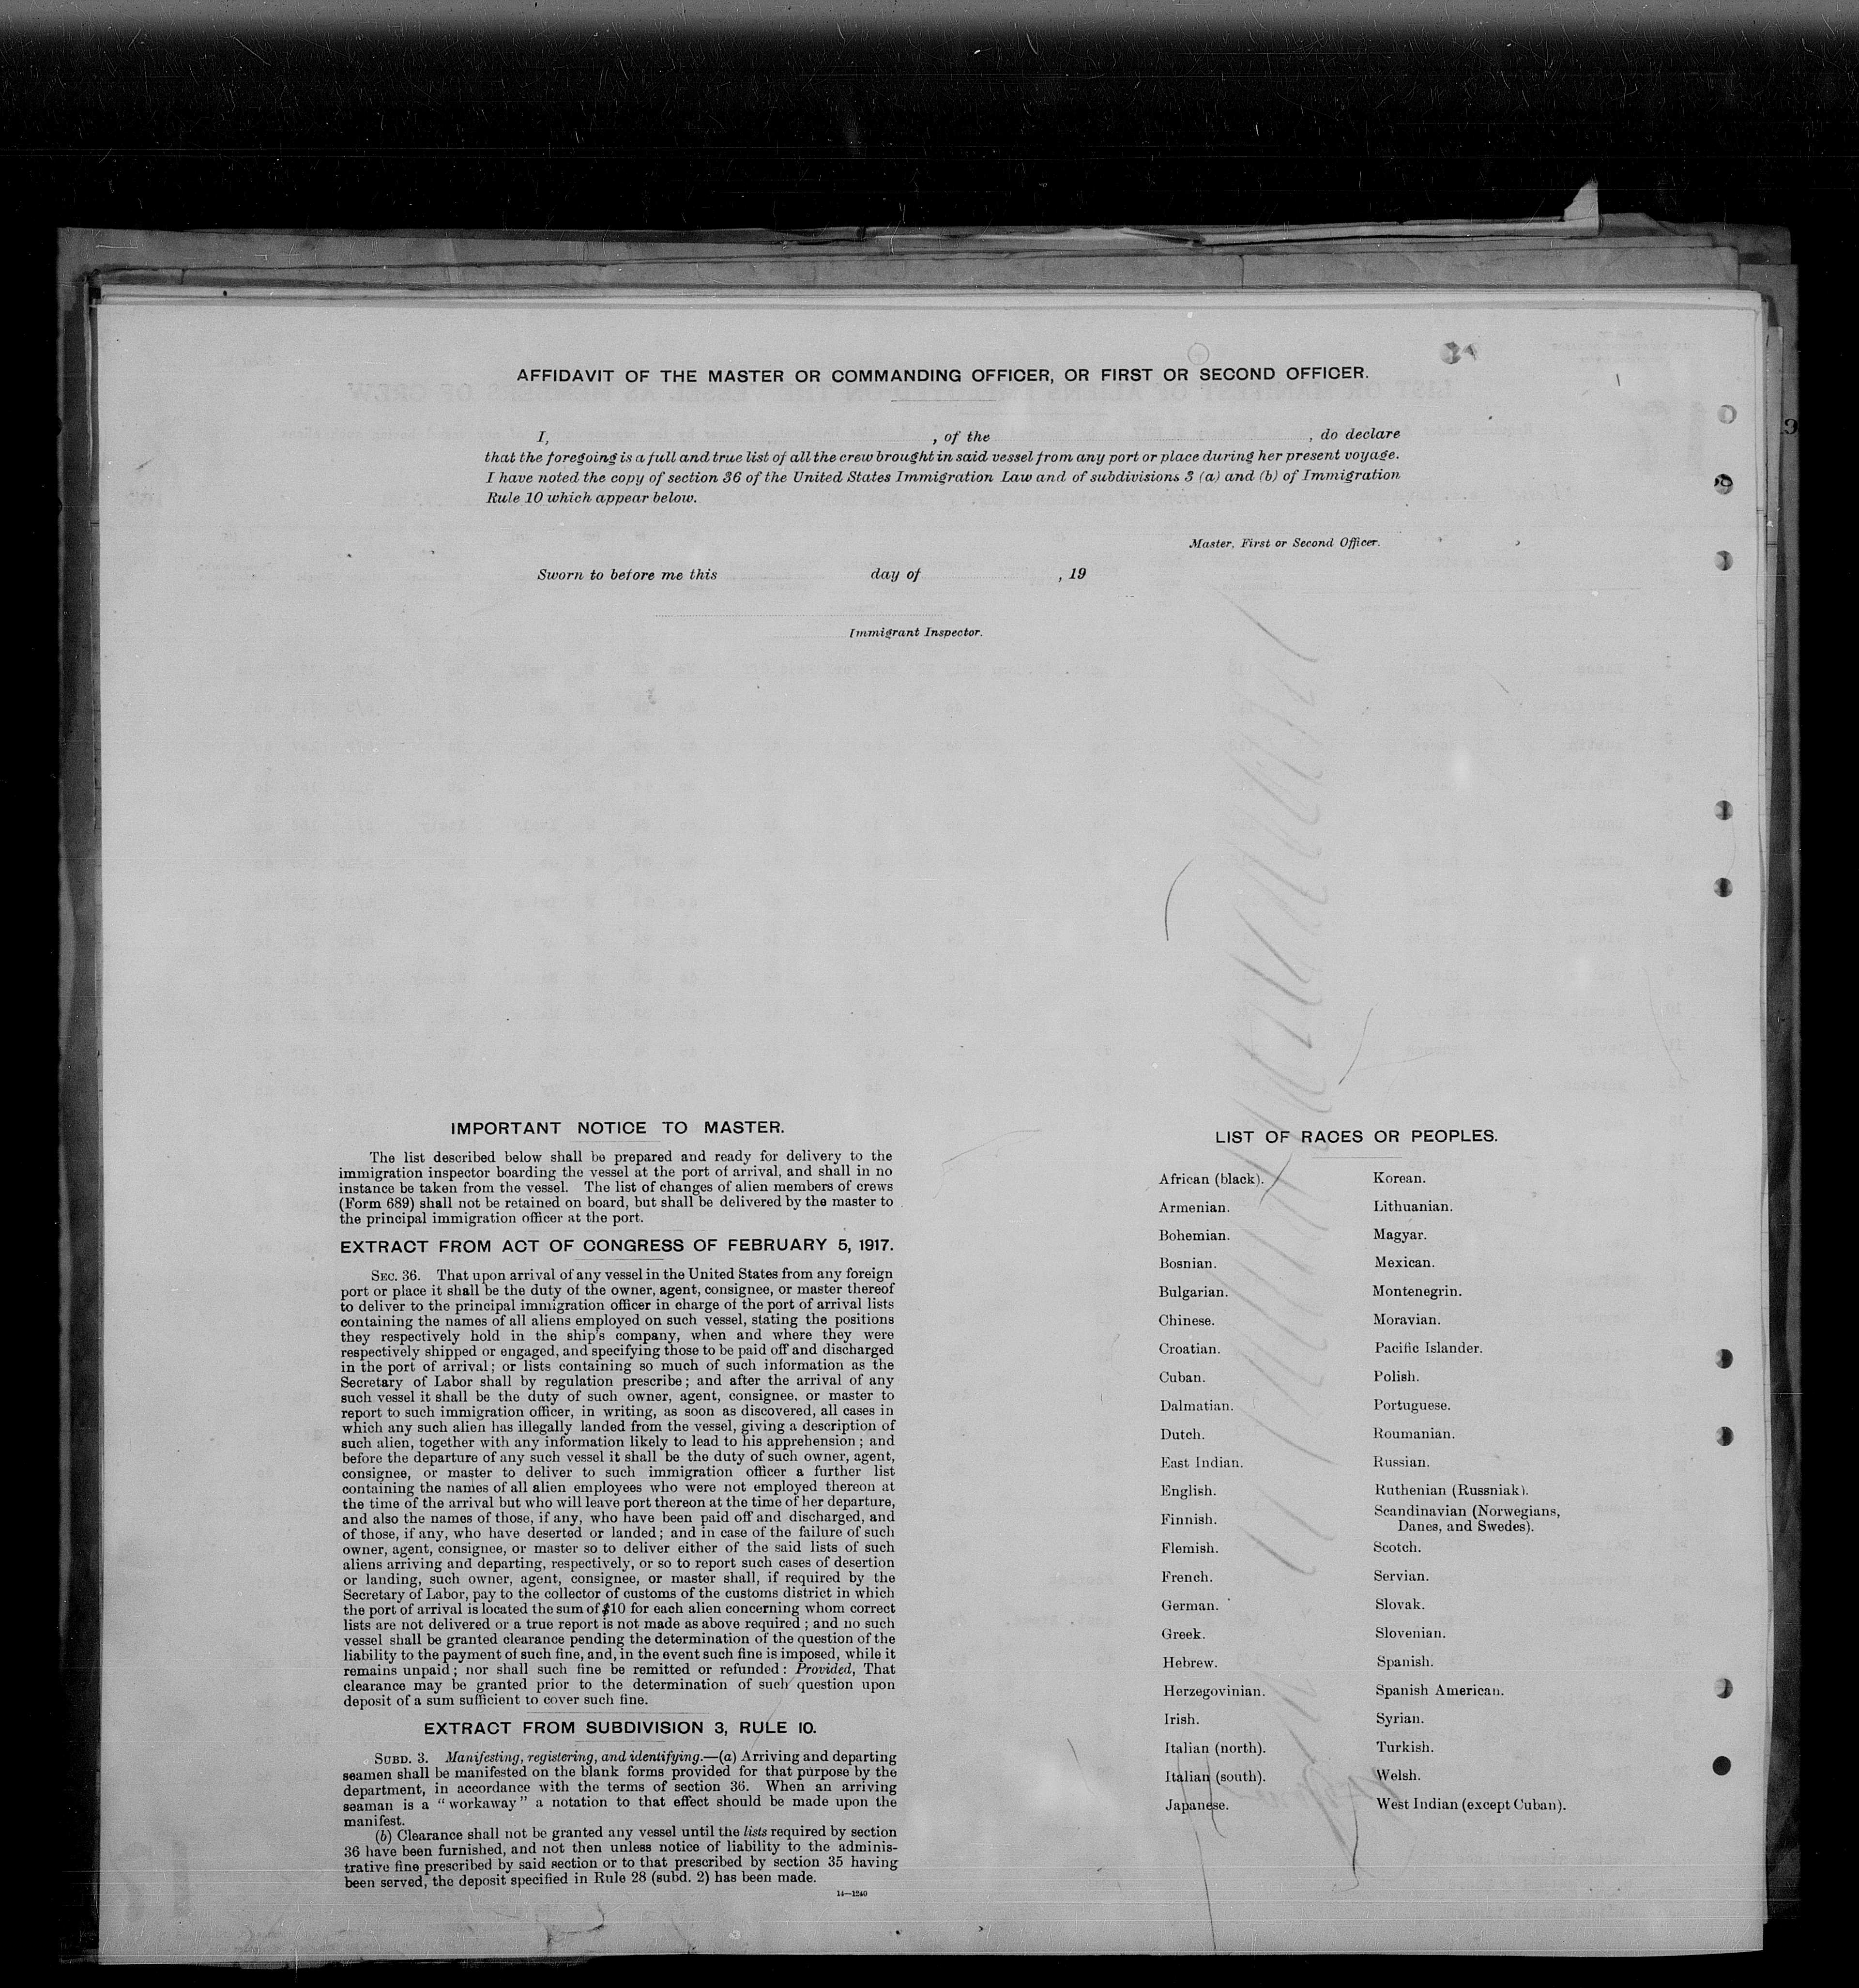 AFFIDAVIT OF THE MASTER OR COMMANDING OFFICER, OR FIRST OR SECOND OFFICER.
I, , of the , do declare
that the foregoing is a full and true list of all the crew brought in said vessel from any port or place during her present voyage.
I have noted the copy of section 36 of the United States Immigration Law and of subdivisions 3 (a) and (b) of Immigration
Rule 10 which appear below.
Master, First or Second Officer.
Sworn to before me this day of , 19
Immigrant Inspector.
IMPORTANT NOTICE TO MASTER.
The list described below shall be prepared and ready for delivery to the
immigration inspector boarding the vessel at the port of arrival, and shall in no
instance be taken from the vessel. The list of changes of alien members of crews
(Form 689) shall not be retained on board, but shall be delivered by the master to
the principal immigration officer at the port.
EXTRACT FROM ACT OF CONGRESS OF FEBRUARY 5, 1917.
SEC. 36. That upon arrival of any vessel in the United States from any foreign
port or place it shall be the duty of the owner, agent, consignee, or master thereof
to deliver to the principal immigration officer in charge of the port of arrival lists
containing the names of all aliens employed on such vessel, stating the positions
they respectively hold in the ship's company, when and where they were
respectively shipped or engaged, and specifying those to be paid off and discharged
in the port of arrival; or lists containing so much of such information as the
Secretary of Labor shall by regulation prescribe; and after the arrival of any
such vessel it shall be the duty of such owner, agent, consignee, or master to
report to such immigration officer, in writing, as soon as discovered, all cases in
which any such alien has illegally landed from the vessel, giving a description of
such alien, together with any information likely to lead to his apprehension; and
before the departure of any such vessel it shall be the duty of such owner, agent,
consignee, or master to deliver to such immigration officer a further list
containing the names of all alien employees who were not employed thereon at
the time of the arrival but who will leave port thereon at the time of her departure,
and also the names of those, if any, who have been paid off and discharged, and
of those, if any, who have deserted or landed; and in case of the failure of such
owner, agent, consignee, or master so to deliver either of the said lists of such
aliens arriving and departing, respectively, or so to report such cases of desertion
or landing, such owner, agent, consignee, or master shall, if required by the
Secretary of Labor, pay to the collector of customs of the customs district in which
the port of arrival is located the sum of $10 for each alien concerning whom correct
lists are not delivered or a true report is not made as above required; and no such
vessel shall be granted clearance pending the determination of the question of the
liability to the payment of such fine, and, in the event such fine is imposed, while it
remains unpaid; nor shall such fine be remitted or refunded: Provided, That
clearance may be granted prior to the determination of such question upon
deposit of a sum sufficient to cover such fine.
EXTRACT FROM SUBDIVISION 3, RULE 10.
SUBD. 3. Manifesting, registering, and identifying.—(a) Arriving and departing
seamen shall be manifested on the blank forms provided for that purpose by the
department, in accordance with the terms of section 36. When an arriving
seaman is a "workaway" a notation to that effect should be made upon the
manifest.
(b) Clearance shall not be granted any vessel until the lists required by section
36 have been furnished, and not then unless notice of liability to the adminis-
trative fine prescribed by said section or to that prescribed by section 35 having
been served, the deposit specified in Rule 28 (subd. 2) has been made.
14—1240
LIST OF RACES OR PEOPLES.
African (black).
Armenian.
Bohemian.
Bosnian.
Bulgarian.
Chinese.
Croatian.
Cuban.
Dalmatian.
Dutch.
East Indian.
English.
Finnish.
Flemish.
French.
German.
Greek.
Hebrew.
Herzegovinian.
Irish.
Italian (north).
Italian (south).
Japanese.
Korean.
Lithuanian.
Magyar.
Mexican.
Montenegrin.
Moravian.
Pacific Islander.
Polish.
Portuguese.
Roumanian.
Russian.
Ruthenian (Russniak).
Scandinavian (Norwegians,
Danes, and Swedes).
Scotch.
Servian.
Slovak.
Slovenian.
Spanish.
Spanish American.
Syrian.
Turkish.
Welsh.
West Indian (except Cuban).